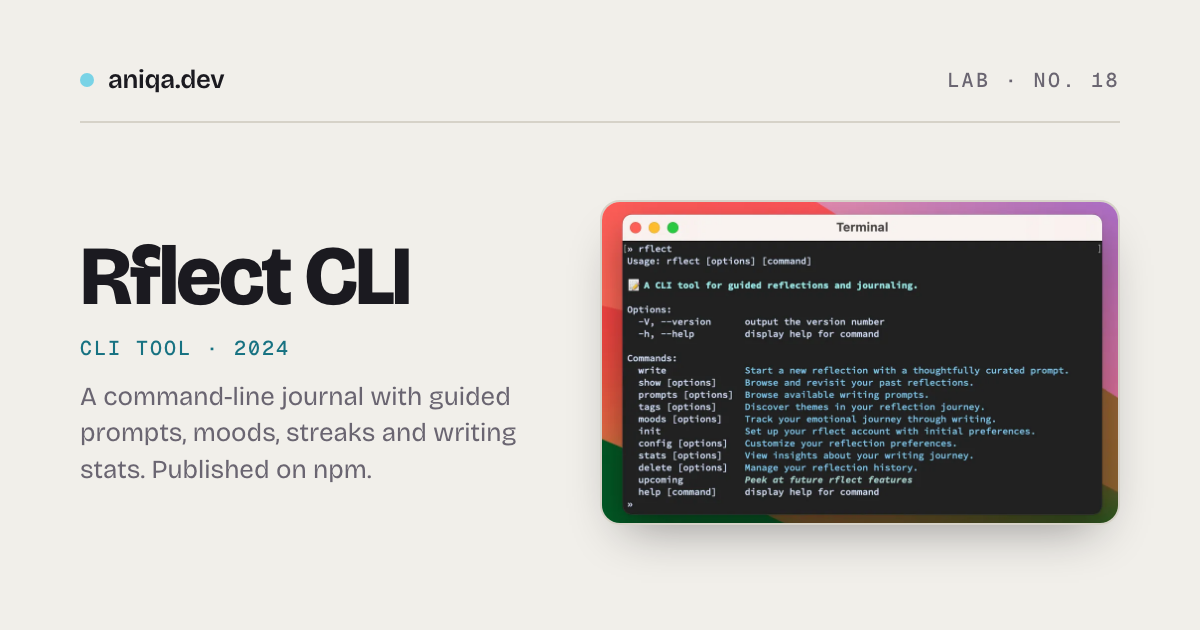 aniqa.dev
LAB · NO. 18
Rflect CLI
CLI TOOL · 2024
A command-line journal with guided
prompts, moods, streaks and writing
stats. Published on npm.
Terminal
[» rflect ]
Usage: rflect [options] [command]
📝 A CLI tool for guided reflections and journaling.
Options:
-V, --version output the version number
-h, --help display help for command
Commands:
write Start a new reflection with a thoughtfully curated prompt.
show [options] Browse and revisit your past reflections.
prompts [options] Browse available writing prompts.
tags [options] Discover themes in your reflection journey.
moods [options] Track your emotional journey through writing.
init Set up your rflect account with initial preferences.
config [options] Customize your reflection preferences.
stats [options] View insights about your writing journey.
delete [options] Manage your reflection history.
upcoming Peek at future rflect features
help [command] display help for command
»